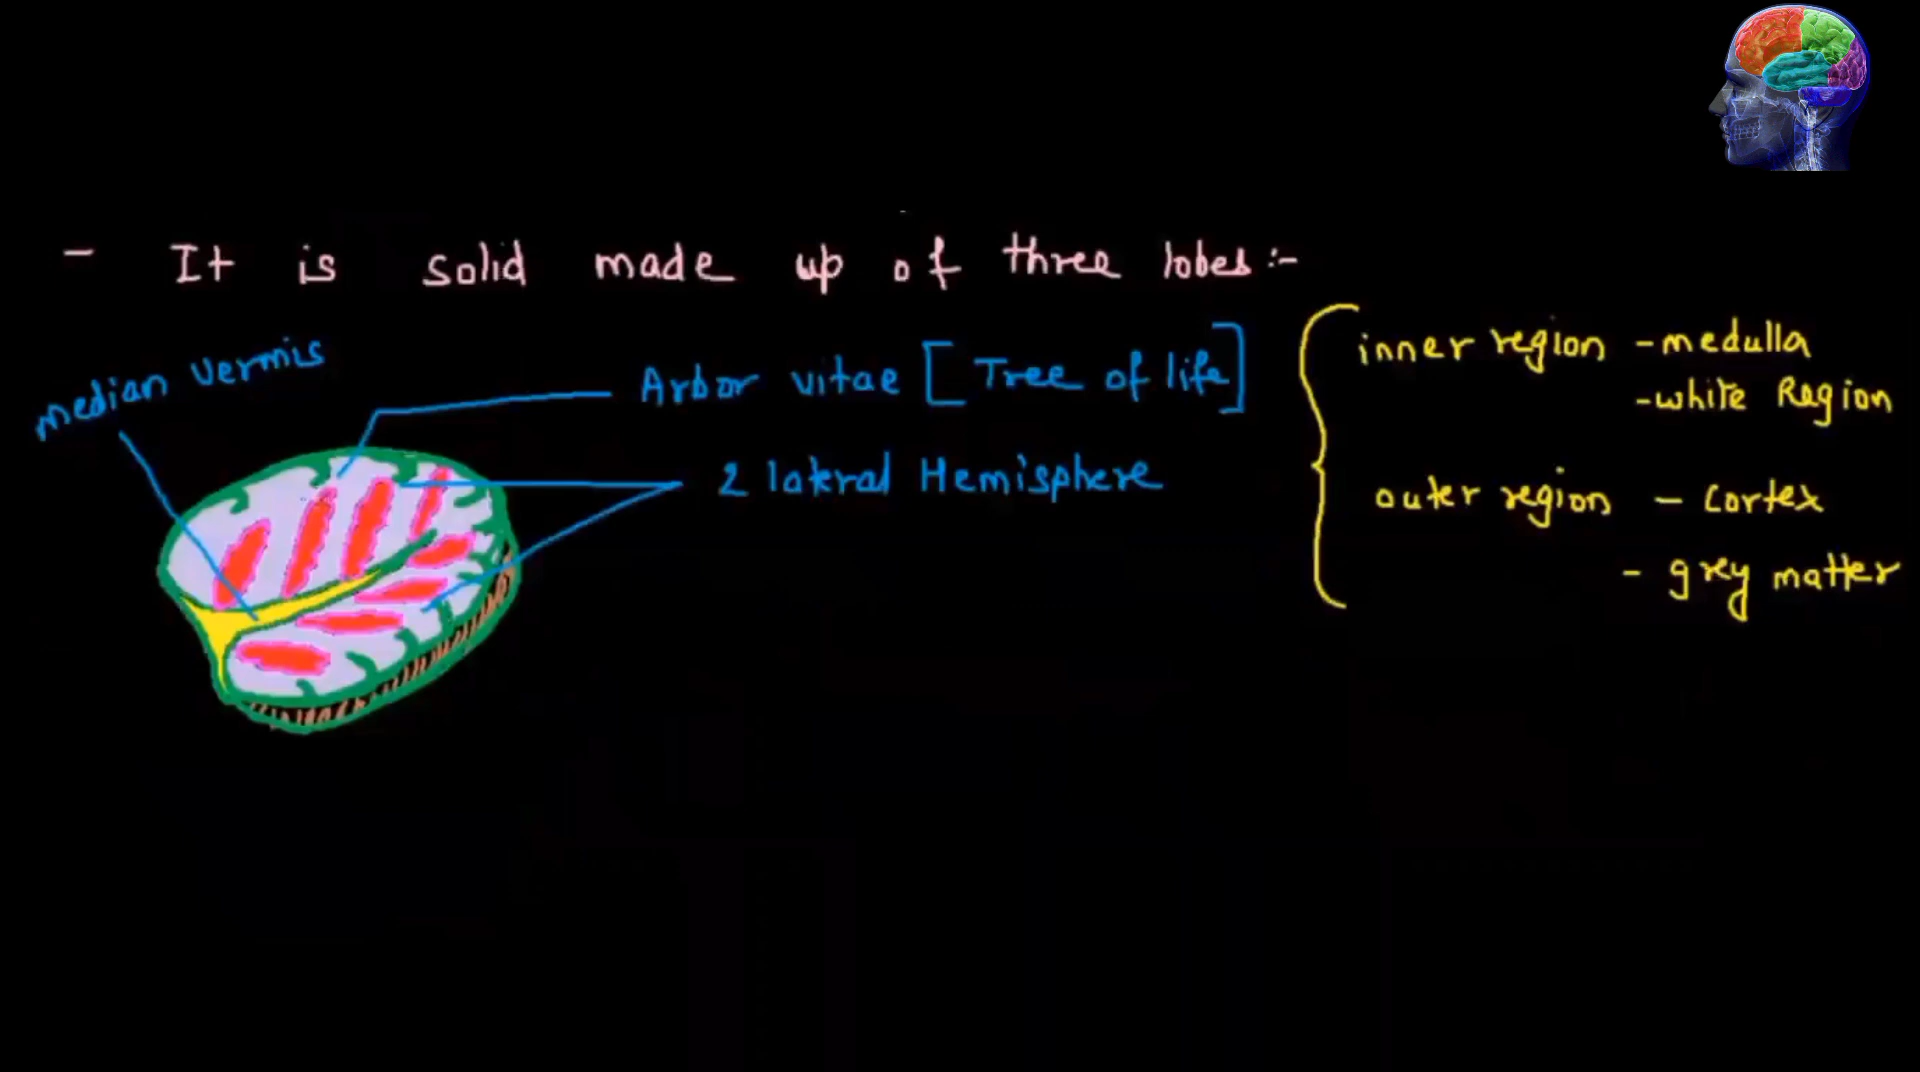 - It is solid made up of three lobes :-
median vermis
Arbor vitae [Tree of life]
2 lateral Hemisphere
inner region - medulla
- white Region
outer region - cortex
- grey matter